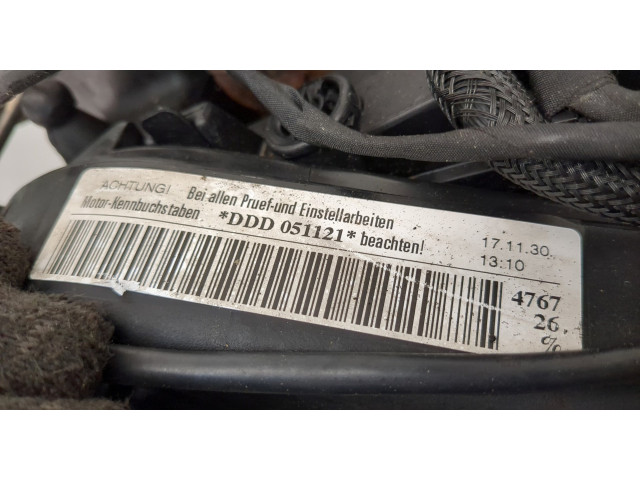 ACHTUNG! Bei allen Pruef-und Einstellarbeiten
Motor-Kennbuchstaben *DDD 051121* beachten!
17.11.30
13:10
4767
26
%